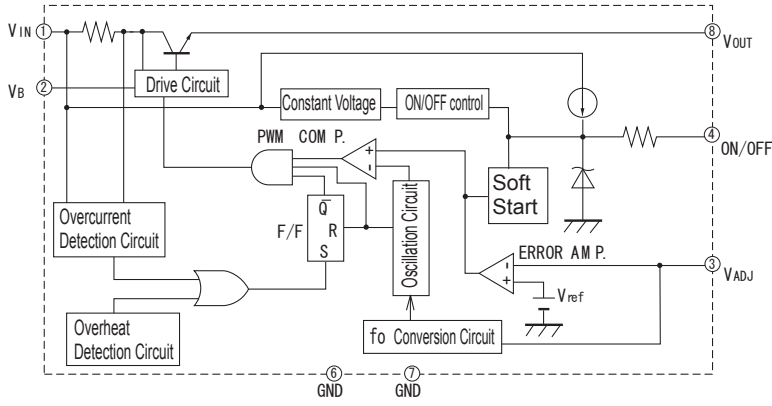 VIN ① ⑧ VOUT
VB ② Drive Circuit
Constant Voltage ON/OFF control
④ ON/OFF
PWM COMP.
+
-
Soft
Start
Q̅
R
S
F/F
Oscillation Circuit
Overcurrent
Detection Circuit
ERROR AMP.
-
+
③ VADJ
Vref
Overheat
Detection Circuit
fo Conversion Circuit
⑥ ⑦
GND GND